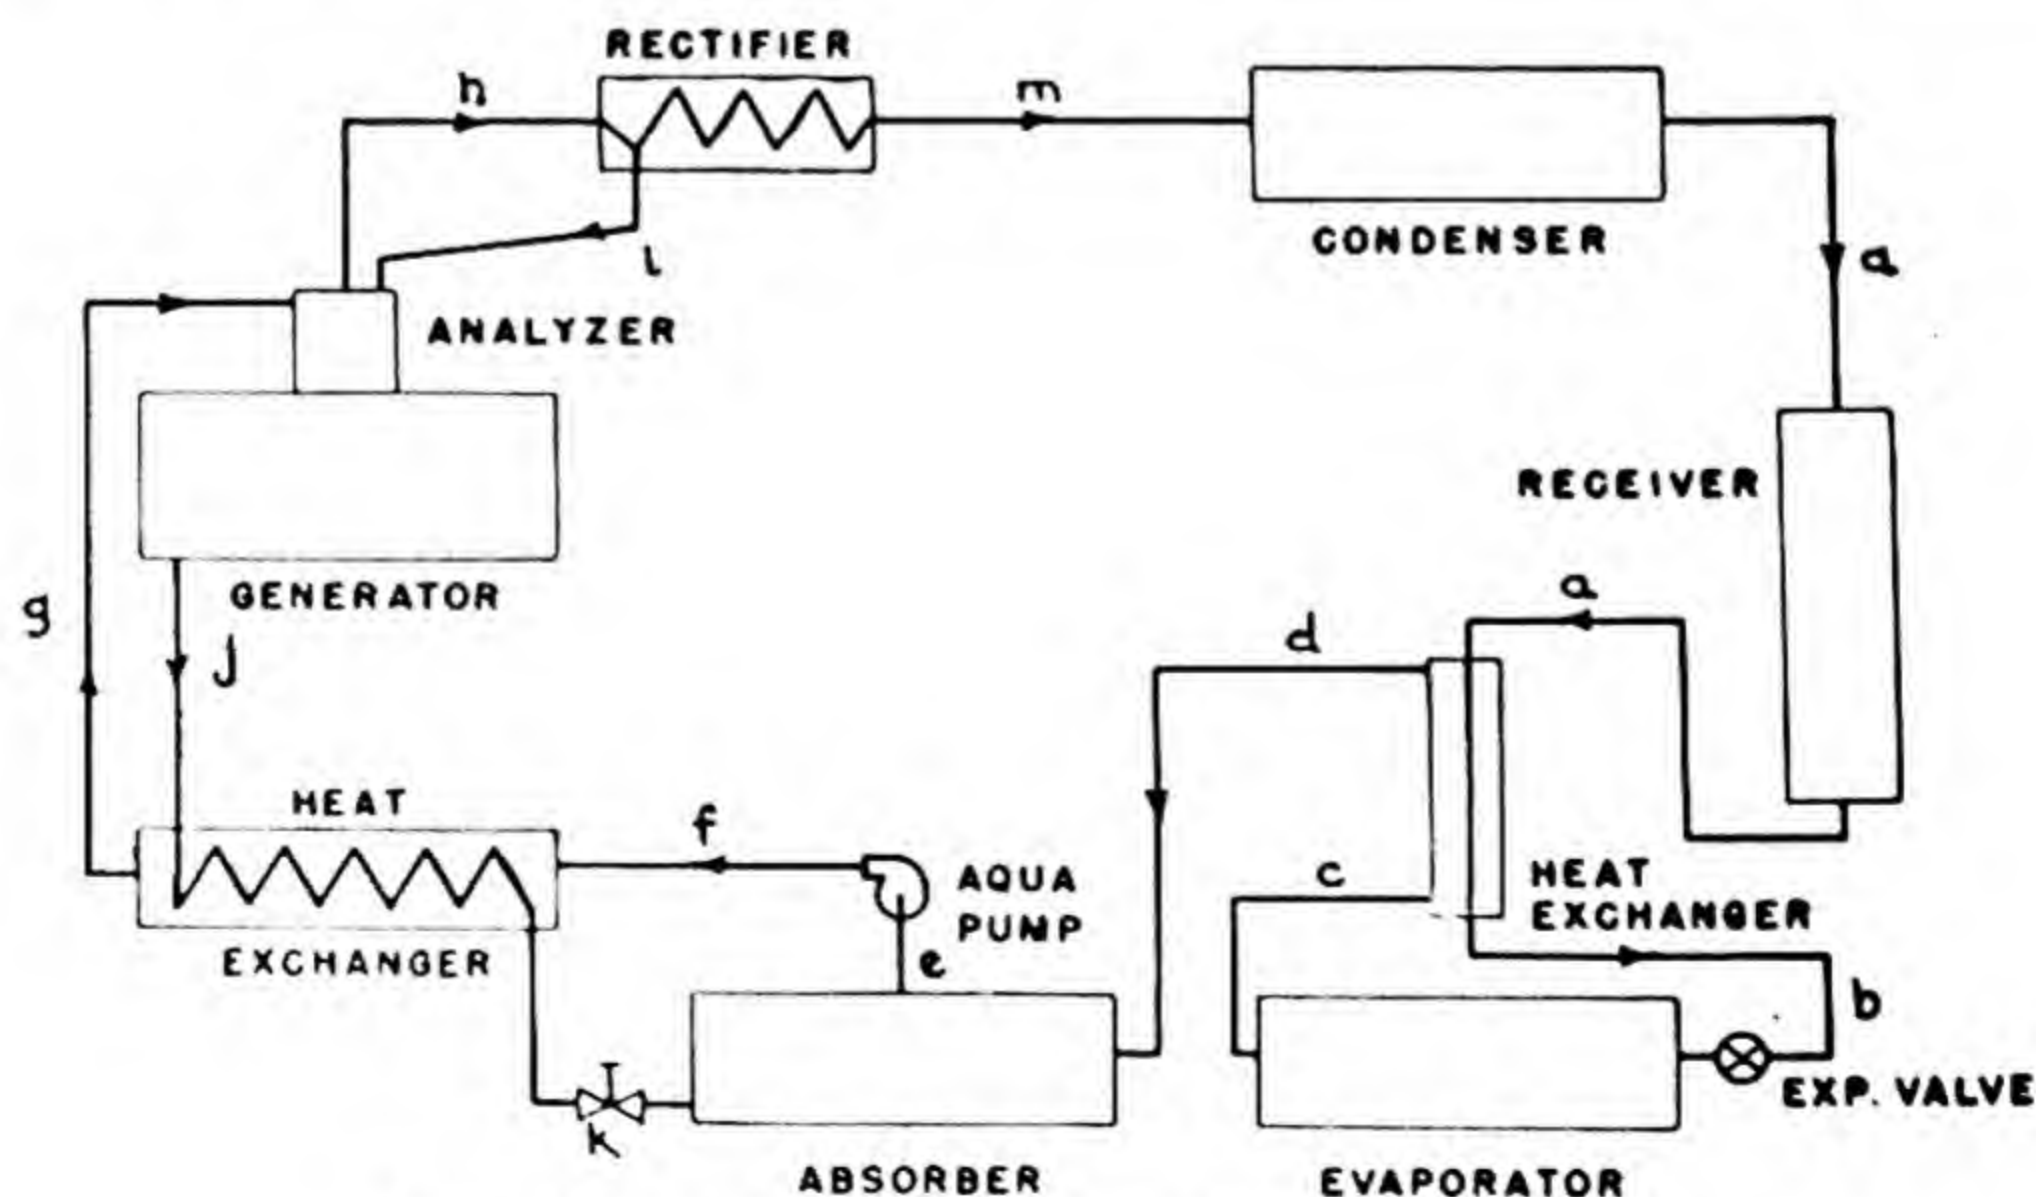 RECTIFIER
h
m
CONDENSER
a
l
ANALYZER
RECEIVER
a
GENERATOR
g
d
j
HEAT
f
AQUA
PUMP
c
HEAT
EXCHANGER
EXCHANGER
e
b
EXP. VALVE
k
ABSORBER
EVAPORATOR